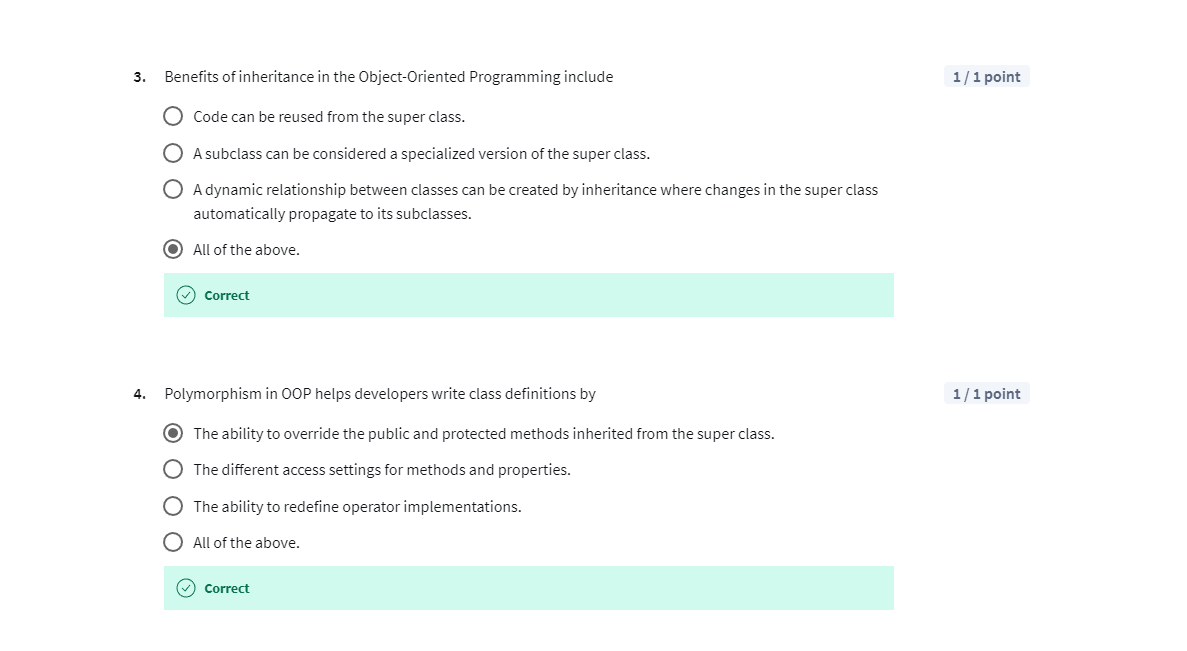 3. Benefits of inheritance in the Object-Oriented Programming include 1 / 1 point
Code can be reused from the super class.
A subclass can be considered a specialized version of the super class.
A dynamic relationship between classes can be created by inheritance where changes in the super class
automatically propagate to its subclasses.
All of the above.
Correct
4. Polymorphism in OOP helps developers write class definitions by 1 / 1 point
The ability to override the public and protected methods inherited from the super class.
The different access settings for methods and properties.
The ability to redefine operator implementations.
All of the above.
Correct